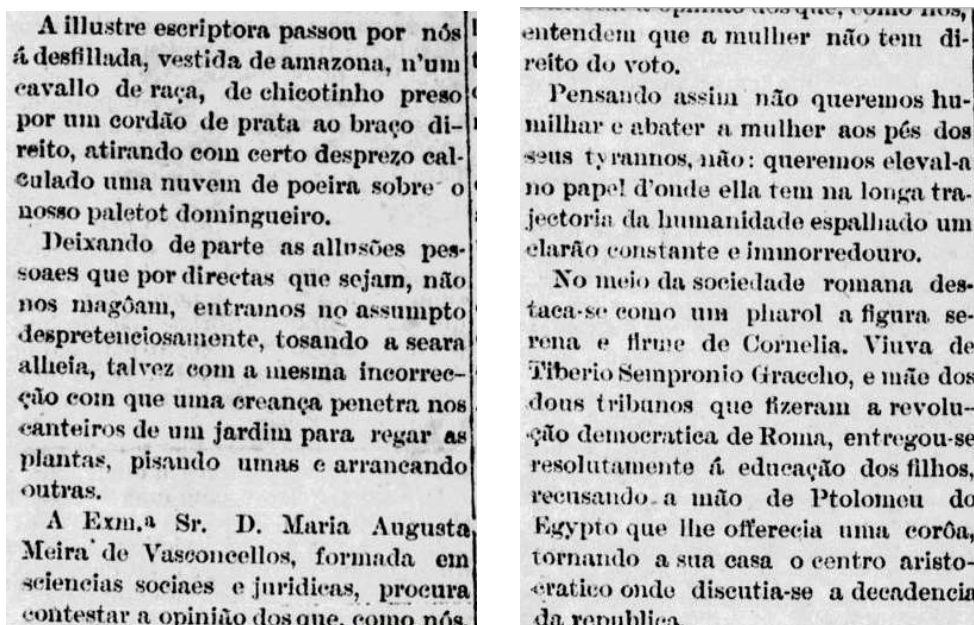 A illustre escriptora passou por nós
á desfillada, vestida de amazona, n'um
cavallo de raça, de chicotinho preso
por um cordão de prata ao braço di-
reito, atirando com certo desprezo cal-
culado uma nuvem de poeira sobre o
nosso paletot domingueiro.
Deixando de parte as allusões pes-
soaes que por directas que sejam, não
nos magôam, entramos no assumpto
despretenciosamente, tosando a seara
alheia, talvez com a mesma incorrec-
ção com que uma creança penetra nos
canteiros de um jardim para regar as
plantas, pisando umas e arrancando
outras.
A Exm.ª Sr. D. Maria Augusta
Meira de Vasconcellos, formada em
sciencias sociaes e juridicas, procura
contestar a opinião dos que, como nós,
contestar a opinião dos que, como nós,
entendem que a mulher não tem di-
reito do voto.
Pensando assim não queremos hu-
milhar e abater a mulher aos pés dos
seus tyrannos, não: queremos eleval-a
no papel d'onde ella tem na longa tra-
jectoria da humanidade espalhado um
clarão constante e immorredouro.
No meio da sociedade romana des-
taca-se como um pharol a figura se-
rena e firme de Cornelia. Viuva de
Tiberio Sempronio Graccho, e mãe dos
dous tribunos que fizeram a revolu-
ção democratica de Roma, entregou-se
resolutamente á educação dos filhos,
recusando a mão de Ptolomeu do
Egypto que lhe offerecia uma corôa,
tornando a sua casa o centro aristo-
cratico onde discutia-se a decadencia
da republica